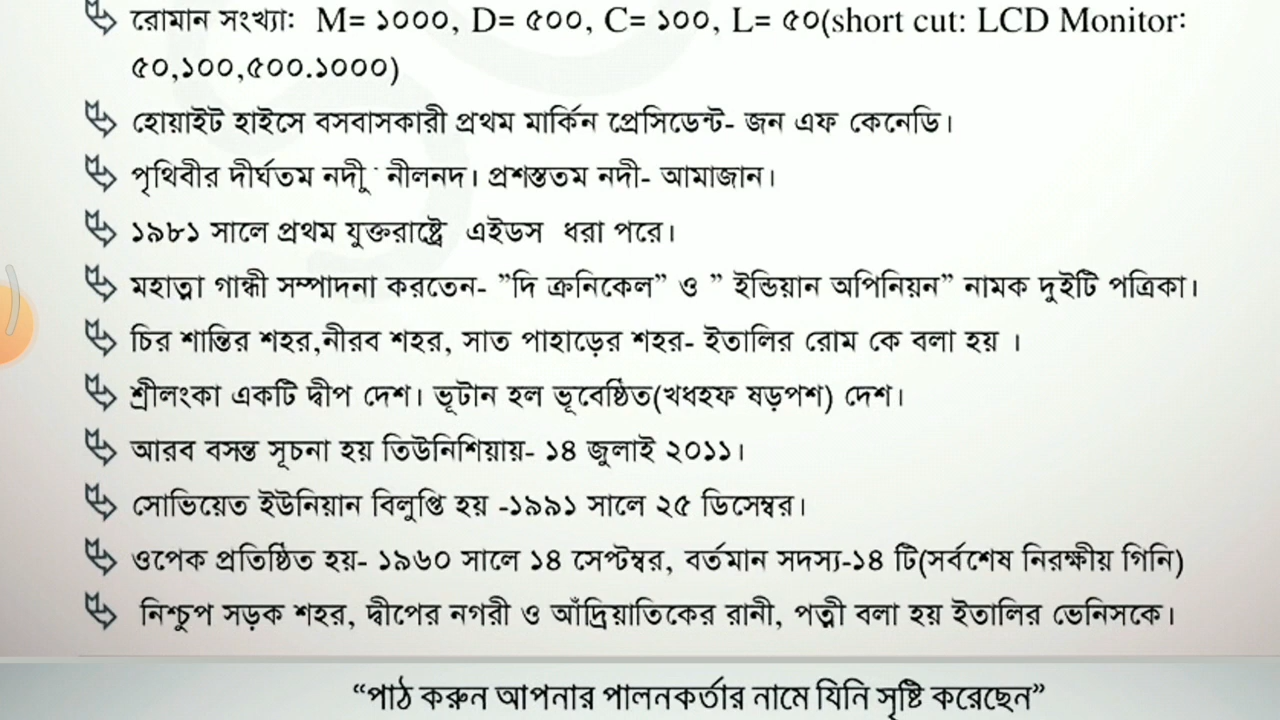 রোমান সংখ্যাঃ M= ১০০০, D= ৫০০, C= ১০০, L= ৫০(short cut: LCD Monitor:
৫০,১০০,৫০০.১০০০)
হোয়াইট হাইসে বসবাসকারী প্রথম মার্কিন প্রেসিডেন্ট- জন এফ কেনেডি।
পৃথিবীর দীর্ঘতম নদী নীলনদ। প্রশস্ততম নদী- আমাজান।
১৯৮১ সালে প্রথম যুক্তরাষ্ট্রে এইডস ধরা পরে।
মহাত্না গান্ধী সম্পাদনা করতেন- ”দি ক্রনিকেল” ও ” ইন্ডিয়ান অপিনিয়ন” নামক দুইটি পত্রিকা।
চির শান্তির শহর,নীরব শহর, সাত পাহাড়ের শহর- ইতালির রোম কে বলা হয় ।
শ্রীলংকা একটি দ্বীপ দেশ। ভূটান হল ভূবেষ্ঠিত(খধহফ ষড়পশ) দেশ।
আরব বসন্ত সূচনা হয় তিউনিশিয়ায়- ১৪ জুলাই ২০১১।
সোভিয়েত ইউনিয়ান বিলুপ্তি হয় -১৯৯১ সালে ২৫ ডিসেম্বর।
ওপেক প্রতিষ্ঠিত হয়- ১৯৬০ সালে ১৪ সেপ্টম্বর, বর্তমান সদস্য-১৪ টি(সর্বশেষ নিরক্ষীয় গিনি)
নিশ্চুপ সড়ক শহর, দ্বীপের নগরী ও আঁদ্রিয়াতিকের রানী, পত্নী বলা হয় ইতালির ভেনিসকে।
“পাঠ করুন আপনার পালনকর্তার নামে যিনি সৃষ্টি করেছেন”